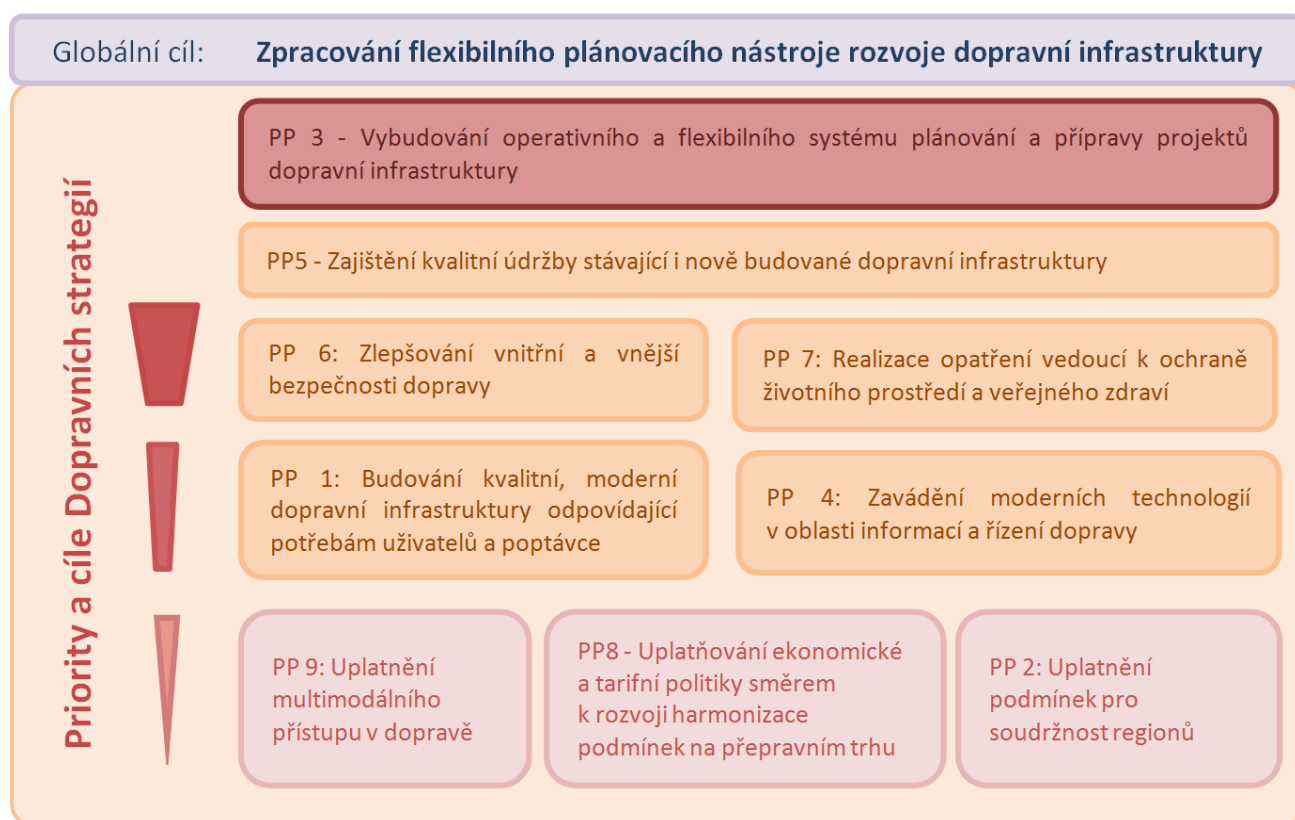 Globální cíl: Zpracování flexibilního plánovacího nástroje rozvoje dopravní infrastruktury
Priority a cíle Dopravních strategií
PP 3 - Vybudování operativního a flexibilního systému plánování a přípravy projektů
dopravní infrastruktury
PP5 - Zajištění kvalitní údržby stávající i nově budované dopravní infrastruktury
PP 6: Zlepšování vnitřní a vnější
bezpečnosti dopravy
PP 7: Realizace opatření vedoucí k ochraně
životního prostředí a veřejného zdraví
PP 1: Budování kvalitní, moderní
dopravní infrastruktury odpovídající
potřebám uživatelů a poptávce
PP 4: Zavádění moderních technologií
v oblasti informací a řízení dopravy
PP 9: Uplatnění
multimodálního
přístupu v dopravě
PP8 - Uplatňování ekonomické
a tarifní politiky směrem
k rozvoji harmonizace
podmínek na přepravním trhu
PP 2: Uplatnění
podmínek pro
soudržnost regionů